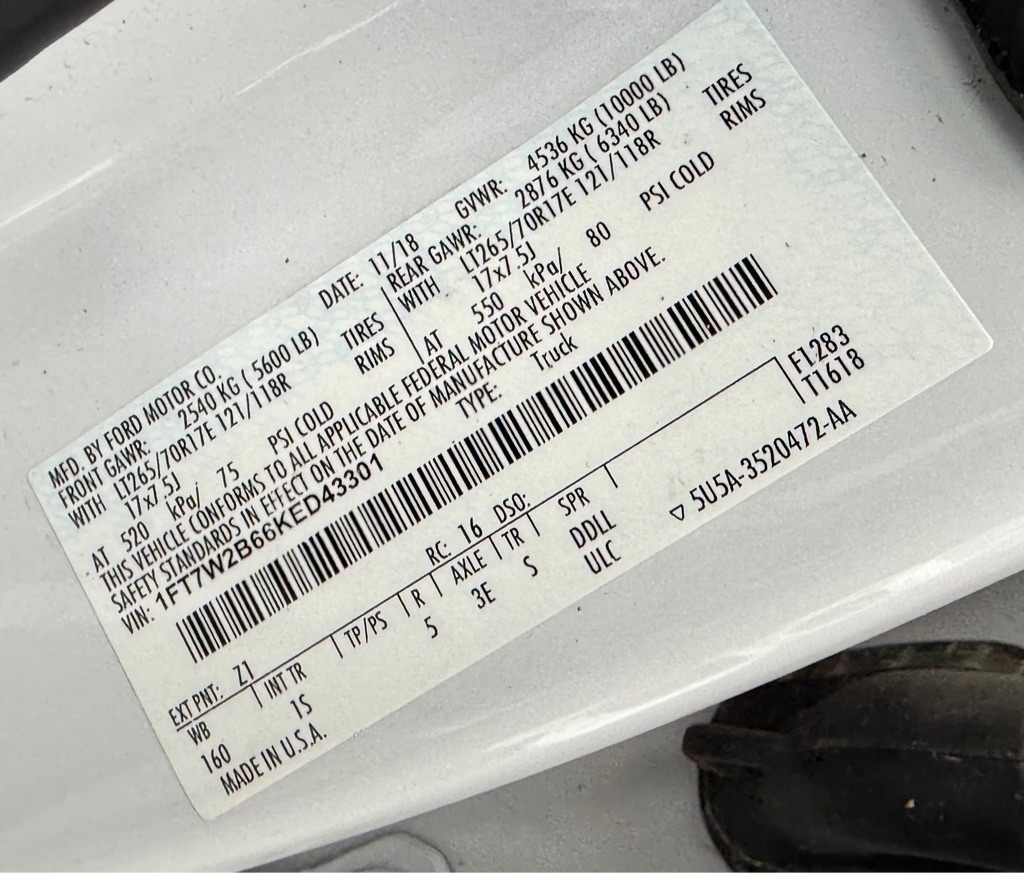 MFD. BY FORD MOTOR CO. DATE: 11/18 GVWR: 4536 KG (10000 LB)
FRONT GAWR: 2540 KG ( 5600 LB) REAR GAWR: 2876 KG ( 6340 LB)
WITH LT265/70R17E 121/118R TIRES WITH LT265/70R17E 121/118R TIRES
17x7.5J RIMS 17x7.5J RIMS
AT 520 kPa/ 75 PSI COLD AT 550 kPa/ 80 PSI COLD
THIS VEHICLE CONFORMS TO ALL APPLICABLE FEDERAL MOTOR VEHICLE
SAFETY STANDARDS IN EFFECT ON THE DATE OF MANUFACTURE SHOWN ABOVE.
VIN: 1FT7W2B66KED43301 TYPE: Truck
EXT PNT: Z1 RC: 16 DSO: F1283
WB INT TR TP/PS R AXLE TR SPR T1618
160 1S 5 3E S DDLL
MADE IN U.S.A. ULC
▽ 5U5A-3520472-AA